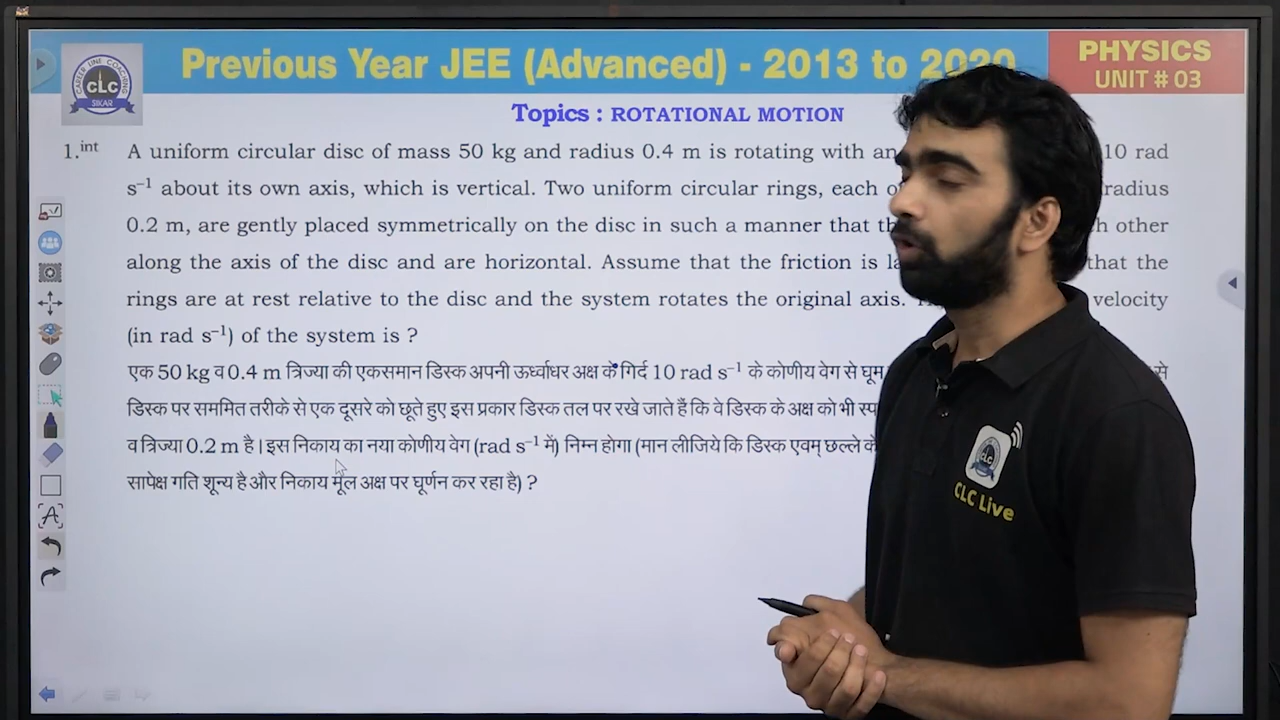 Previous Year JEE (Advanced) - 2013 to 2020
PHYSICS
UNIT # 03
CAREER LINE COACHING
CLC
SIKAR
Topics : ROTATIONAL MOTION
1.int A uniform circular disc of mass 50 kg and radius 0.4 m is rotating with an 10 rad
s–1 about its own axis, which is vertical. Two uniform circular rings, each radius
0.2 m, are gently placed symmetrically on the disc in such a manner that other
along the axis of the disc and are horizontal. Assume that the friction is that the
rings are at rest relative to the disc and the system rotates the original axis. velocity
(in rad s–1) of the system is ?
एक 50 kg व 0.4 m त्रिज्या की एकसमान डिस्क अपनी ऊर्ध्वाधर अक्ष के गिर्द 10 rad s–1 के कोणीय वेग से घूम से
डिस्क पर सममित तरीके से एक दूसरे को छूते हुए इस प्रकार डिस्क तल पर रखे जाते हैं कि वे डिस्क के अक्ष को भी
व त्रिज्या 0.2 m है। इस निकाय का नया कोणीय वेग (rad s–1 में) निम्न होगा (मान लीजिये कि डिस्क एवम् छल्ले के
सापेक्ष गति शून्य है और निकाय मूल अक्ष पर घूर्णन कर रहा है) ?
CLC
CLC Live
A